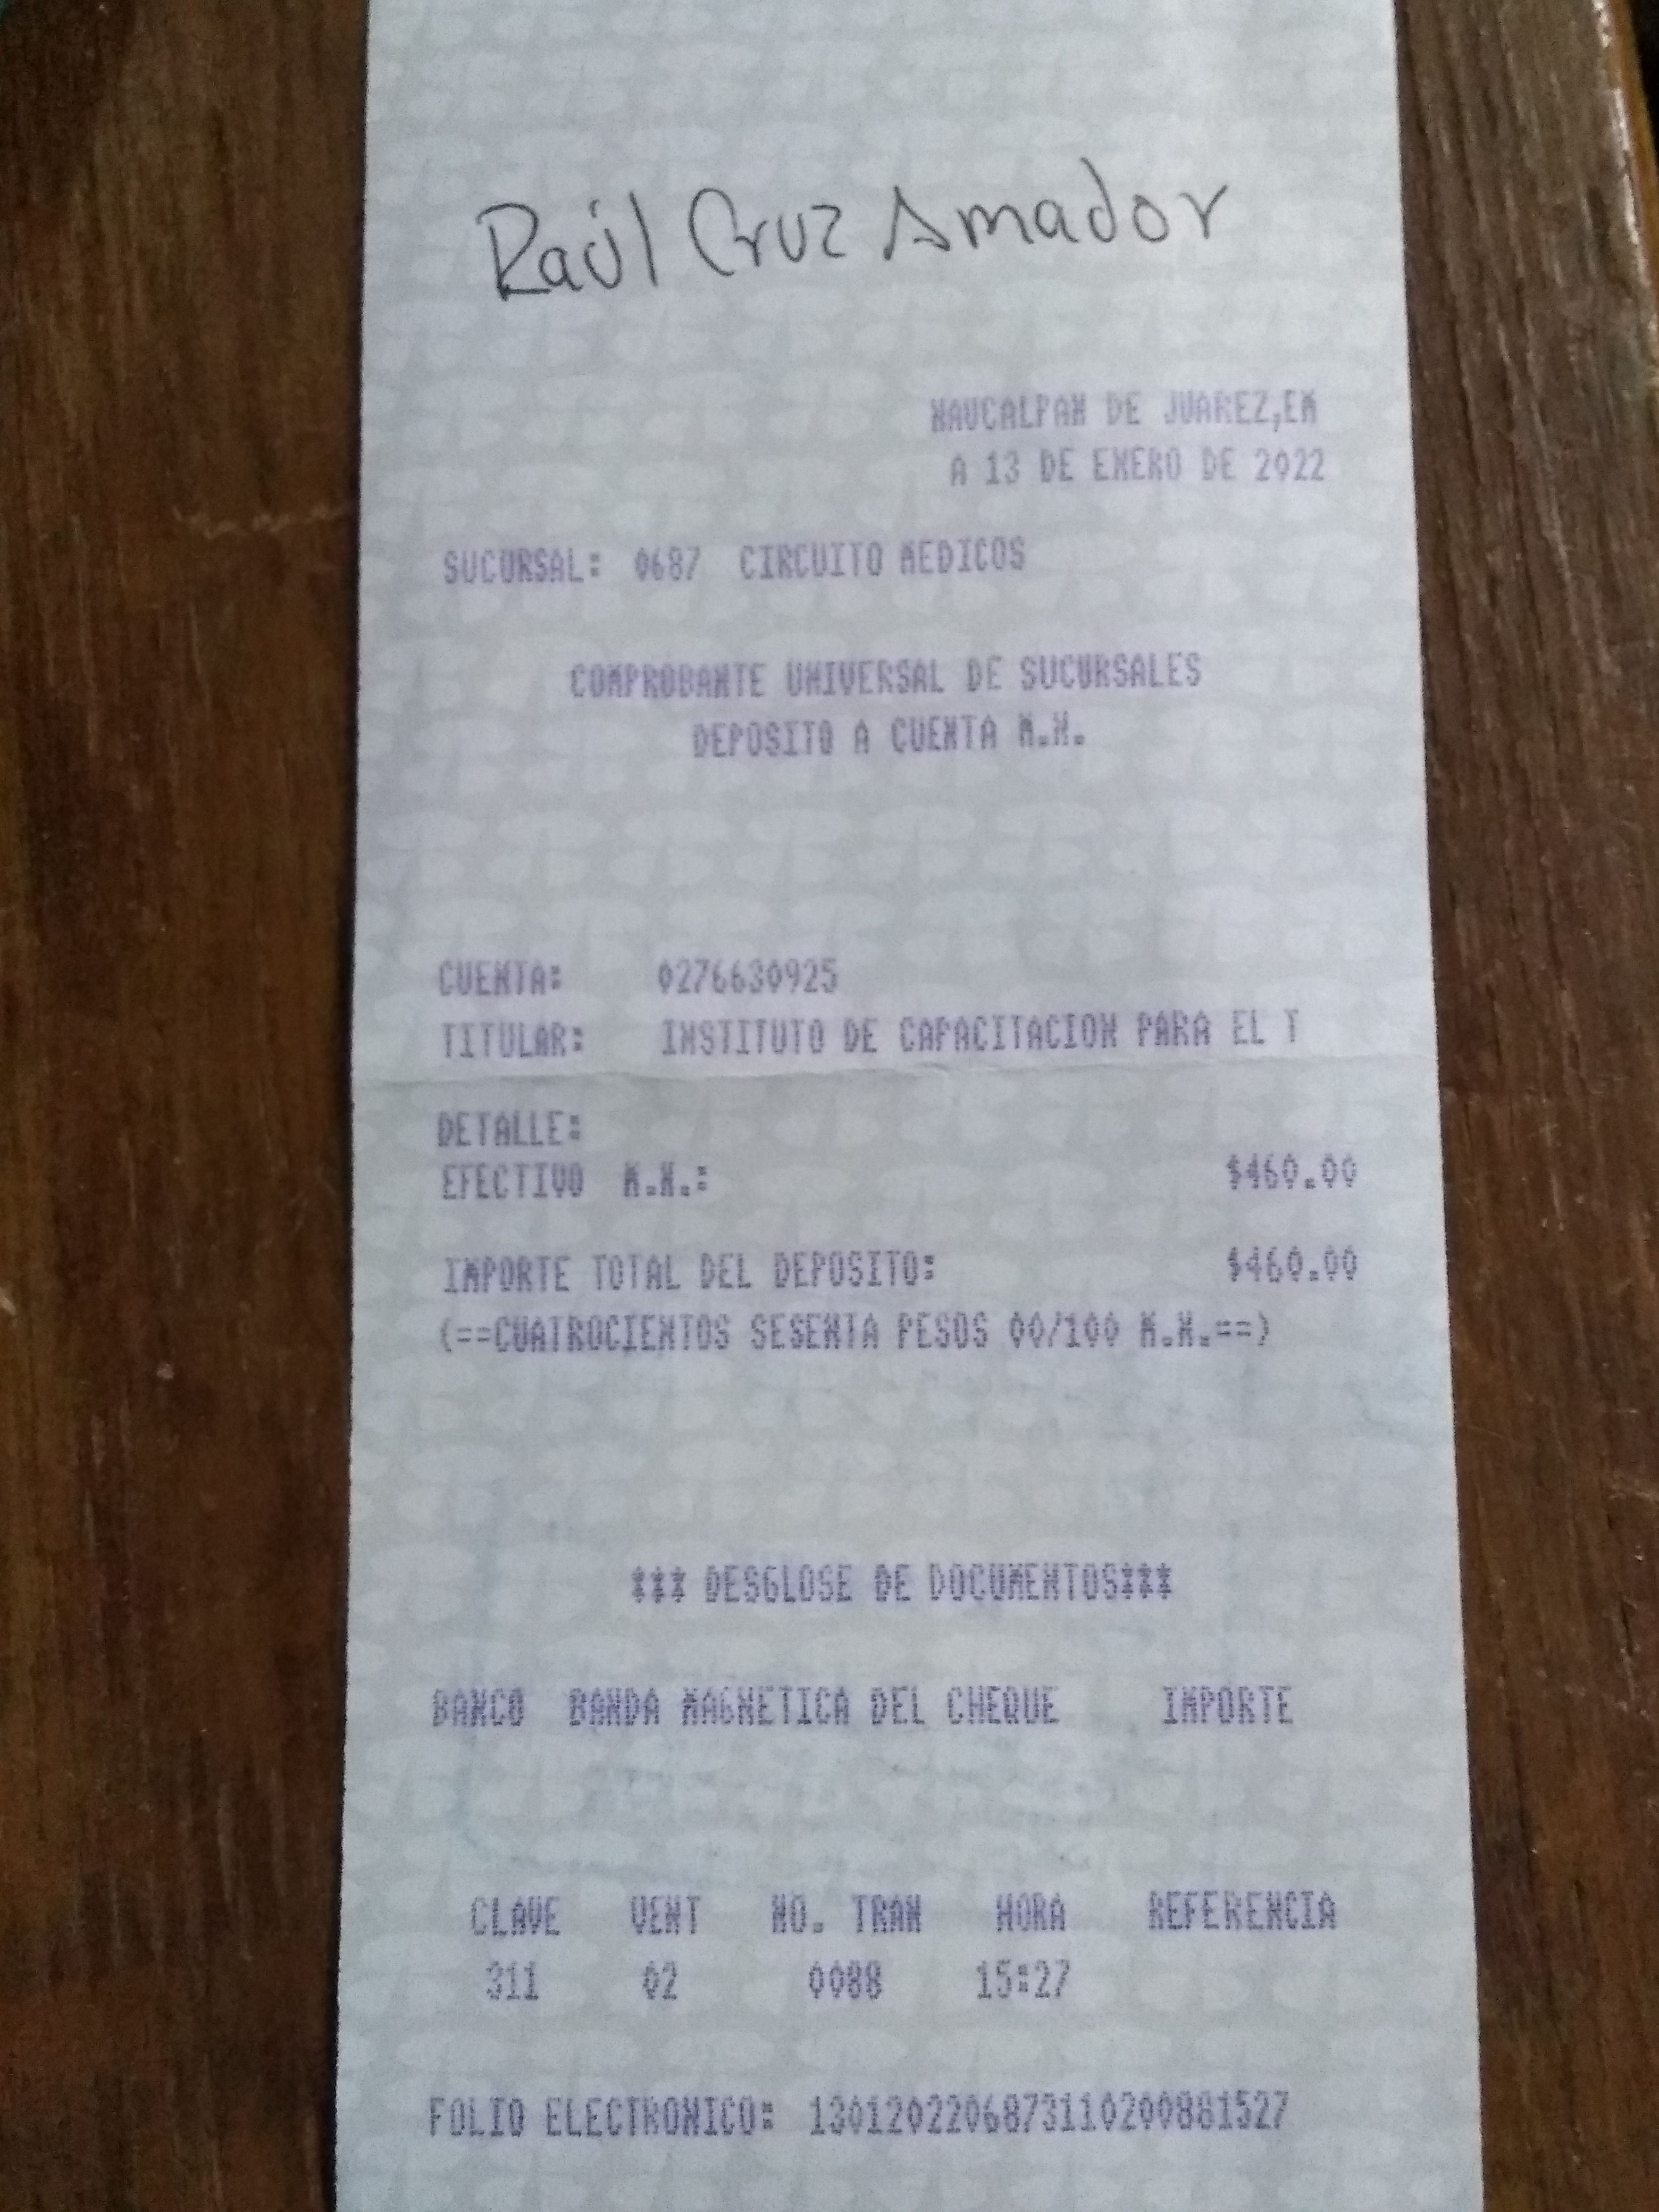 Raúl Cruz Amador
NAUCALPAN DE JUAREZ,EM
A 13 DE ENERO DE 2022
SUCURSAL: 0687 CIRCUITO MEDICOS
COMPROBANTE UNIVERSAL DE SUCURSALES
DEPOSITO A CUENTA M.N.
CUENTA: 0276630925
TITULAR: INSTITUTO DE CAPACITACION PARA EL T
DETALLE:
EFECTIVO M.N.: $460.00
IMPORTE TOTAL DEL DEPOSITO: $460.00
(==CUATROCIENTOS SESENTA PESOS 00/100 M.N.==)
*** DESGLOSE DE DOCUMENTOS***
BANCO BANDA MAGNETICA DEL CHEQUE IMPORTE
CLAVE VENT NO. TRAN HORA REFERENCIA
311 02 0088 15:27
FOLIO ELECTRONICO: 1301202206873110200881527